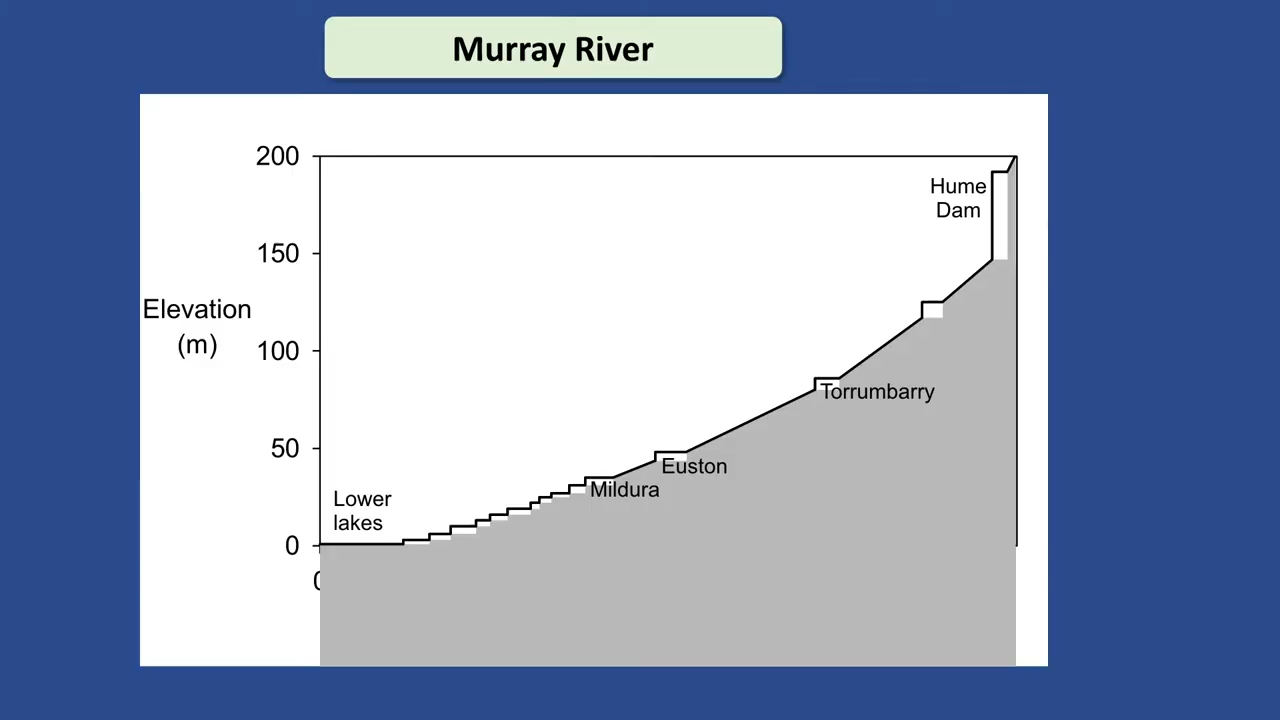 Murray River
200
Hume
Dam
150
Elevation
(m)
100
Torrumbarry
50
Euston
Mildura
Lower
lakes
0